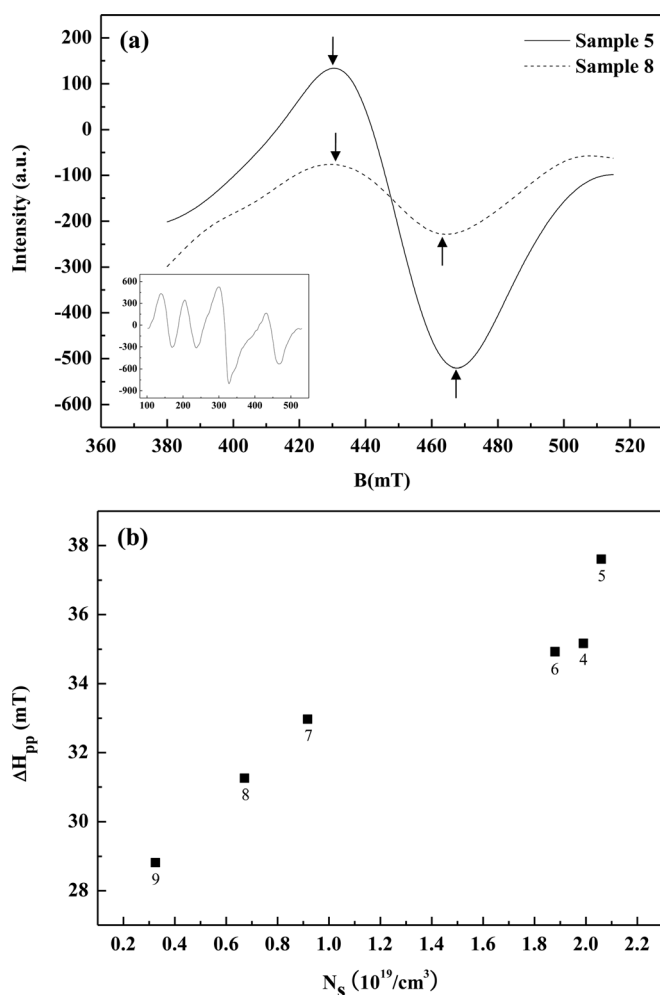 (a)
Sample 5
Sample 8
200
100
0
-100
-200
-300
-400
-500
-600
Intensity (a.u.)
600
300
0
-300
-600
-900
100 200 300 400 500
360 380 400 420 440 460 480 500 520
B(mT)
(b)
38
36
34
32
30
28
ΔHpp (mT)
5
4
6
7
8
9
0.2 0.4 0.6 0.8 1.0 1.2 1.4 1.6 1.8 2.0 2.2
Ns (10¹⁹/cm³)